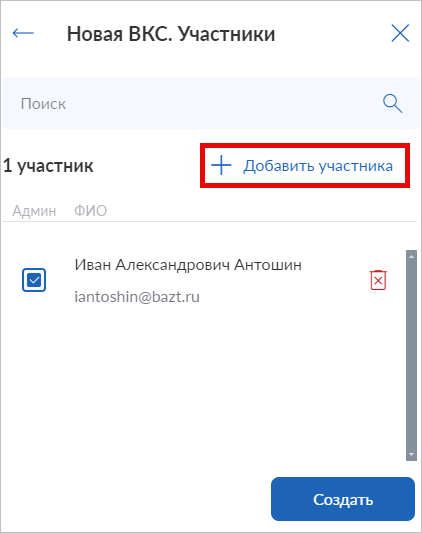 Новая ВКС. Участники
Поиск
1 участник
Добавить участника
Админ ФИО
Иван Александрович Антошин
iantoshin@bazt.ru
Создать